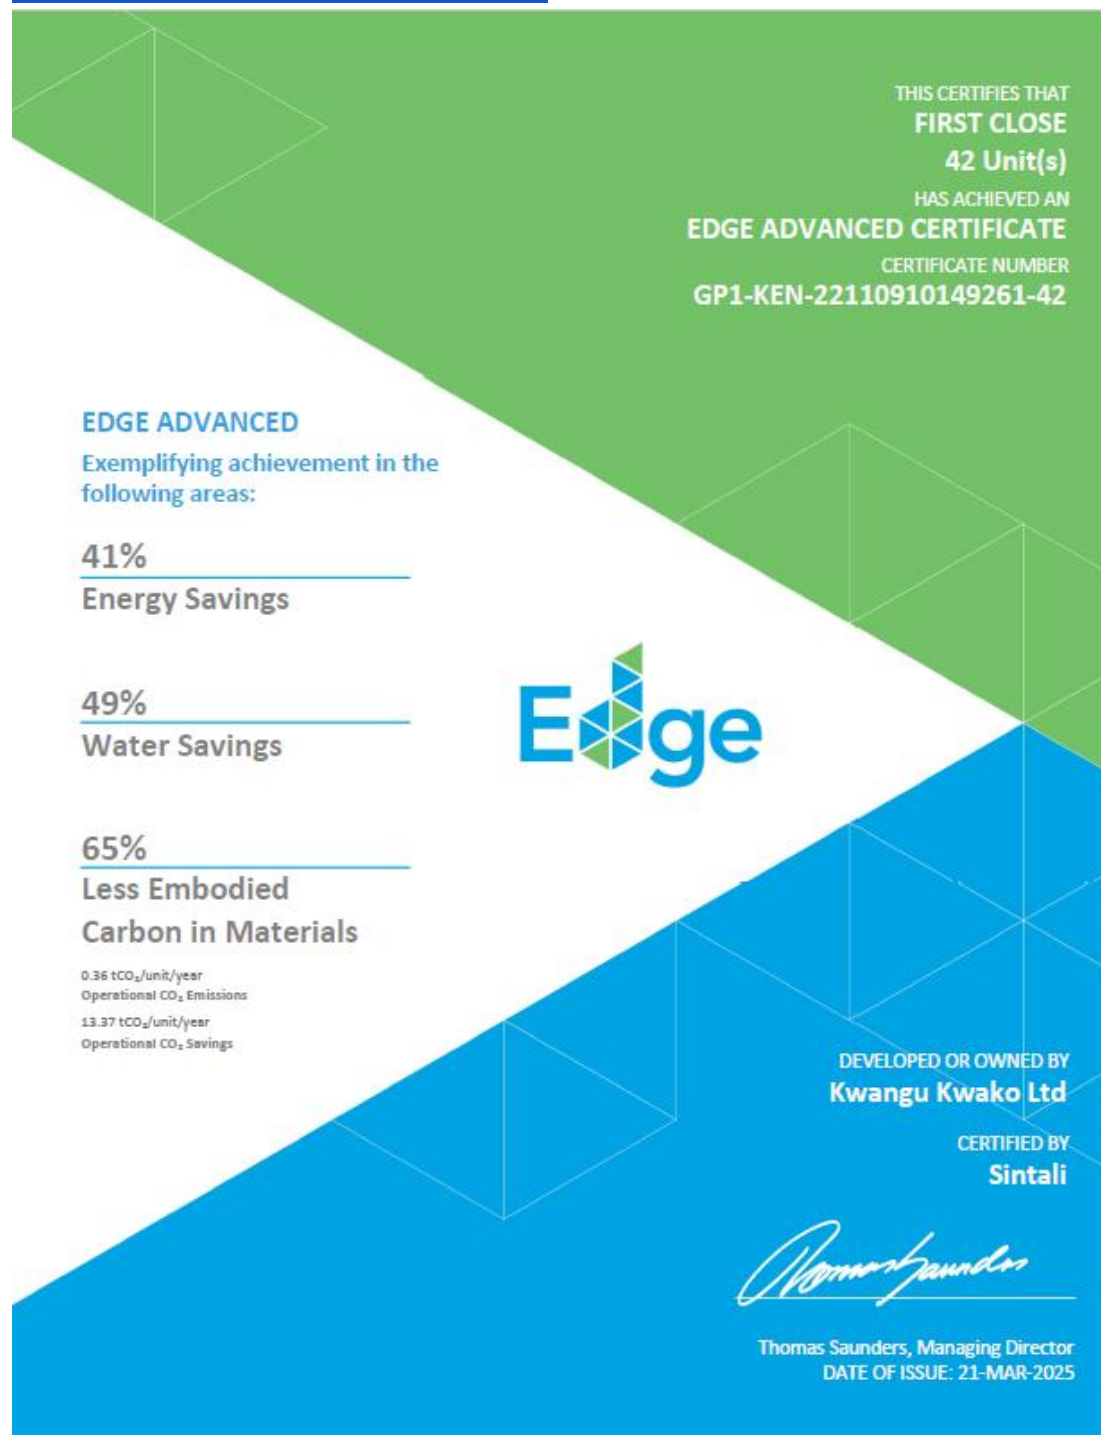 THIS CERTIFIES THAT
FIRST CLOSE
42 Unit(s)
HAS ACHIEVED AN
EDGE ADVANCED CERTIFICATE
CERTIFICATE NUMBER
GP1-KEN-22110910149261-42
EDGE ADVANCED
Exemplifying achievement in the
following areas:
41%
Energy Savings
49%
Water Savings
65%
Less Embodied
Carbon in Materials
0.36 tCO₂/unit/year
Operational CO₂ Emissions
13.37 tCO₂/unit/year
Operational CO₂ Savings
Edge
DEVELOPED OR OWNED BY
Kwangu Kwako Ltd
CERTIFIED BY
Sintali
Thomas Saunders
Thomas Saunders, Managing Director
DATE OF ISSUE: 21-MAR-2025